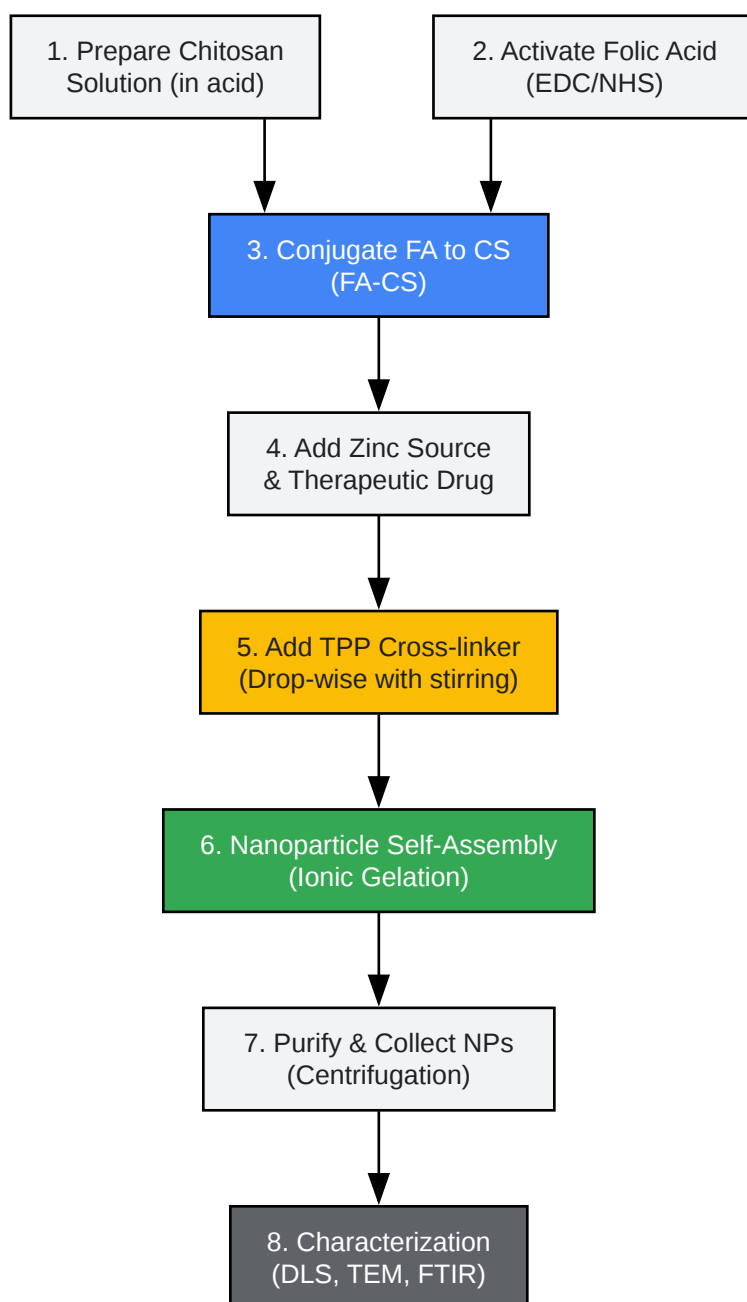 1. Prepare Chitosan
Solution (in acid)
2. Activate Folic Acid
(EDC/NHS)
3. Conjugate FA to CS
(FA-CS)
4. Add Zinc Source
& Therapeutic Drug
5. Add TPP Cross-linker
(Drop-wise with stirring)
6. Nanoparticle Self-Assembly
(Ionic Gelation)
7. Purify & Collect NPs
(Centrifugation)
8. Characterization
(DLS, TEM, FTIR)